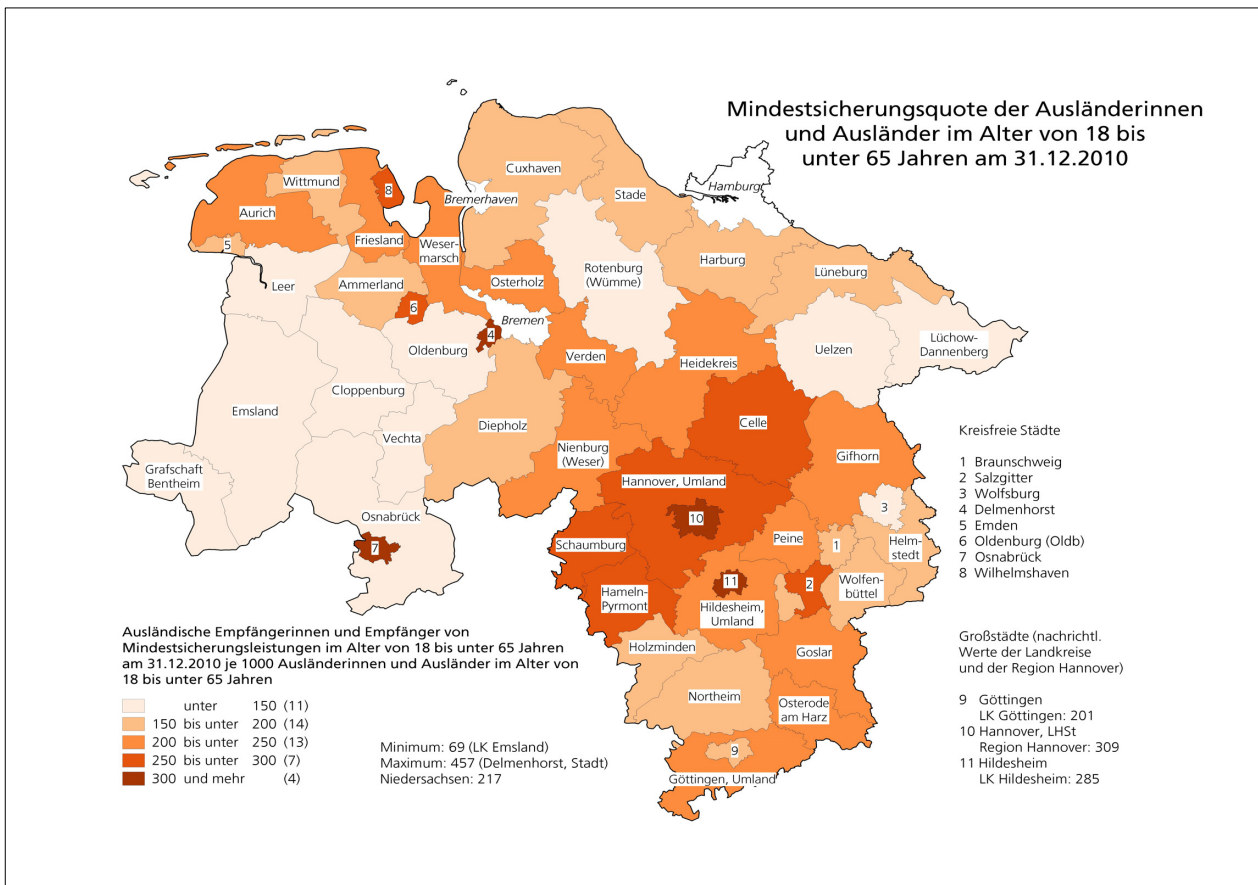 Mindestsicherungsquote der Ausländerinnen
und Ausländer im Alter von 18 bis
unter 65 Jahren am 31.12.2010
Cuxhaven
Wittmund
8
Bremerhaven
Hamburg
Stade
Aurich
5
Friesland
Weser-
marsch
Rotenburg
(Wümme)
Harburg
Lüneburg
Leer
Ammerland
Osterholz
6
Bremen
4
Oldenburg
Verden
Heidekreis
Uelzen
Lüchow-
Dannenberg
Cloppenburg
Emsland
Diepholz
Celle
Vechta
Nienburg
(Weser)
Gifhorn
Grafschaft
Bentheim
Hannover, Umland
3
Osnabrück
10
7
Schaumburg
Peine
1
Helm-
stedt
11
2
Wolfen-
büttel
Hameln-
Pyrmont
Hildesheim,
Umland
Holzminden
Goslar
Northeim
Osterode
am Harz
9
Göttingen, Umland
Kreisfreie Städte
1 Braunschweig
2 Salzgitter
3 Wolfsburg
4 Delmenhorst
5 Emden
6 Oldenburg (Oldb)
7 Osnabrück
8 Wilhelmshaven
Großstädte (nachrichtl.
Werte der Landkreise
und der Region Hannover)
9 Göttingen
LK Göttingen: 201
10 Hannover, LHSt
Region Hannover: 309
11 Hildesheim
LK Hildesheim: 285
Ausländische Empfängerinnen und Empfänger von
Mindestsicherungsleistungen im Alter von 18 bis unter 65 Jahren
am 31.12.2010 je 1000 Ausländerinnen und Ausländer im Alter von
18 bis unter 65 Jahren
unter 150 (11)
150 bis unter 200 (14)
200 bis unter 250 (13)
250 bis unter 300 (7)
300 und mehr (4)
Minimum: 69 (LK Emsland)
Maximum: 457 (Delmenhorst, Stadt)
Niedersachsen: 217